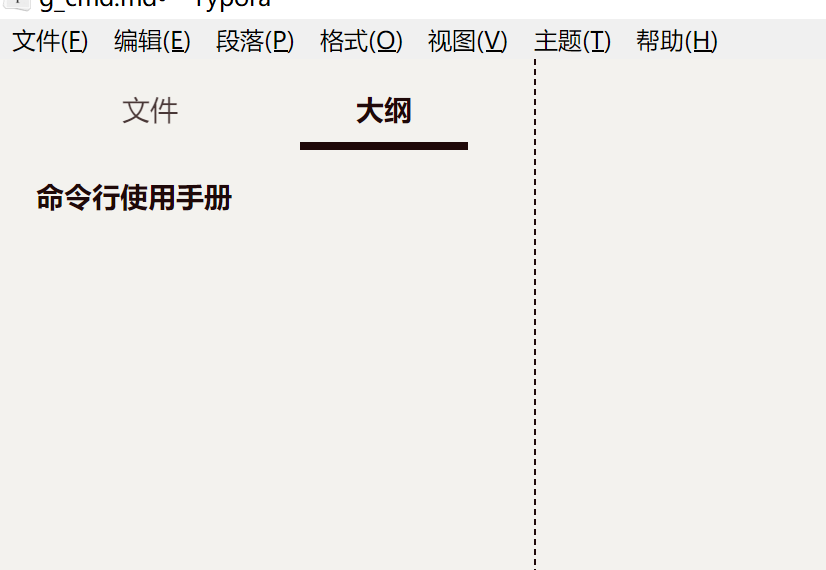 g_cmd.md• - Typora
文件(F) 编辑(E) 段落(P) 格式(O) 视图(V) 主题(T) 帮助(H)
文件 大纲
命令行使用手册